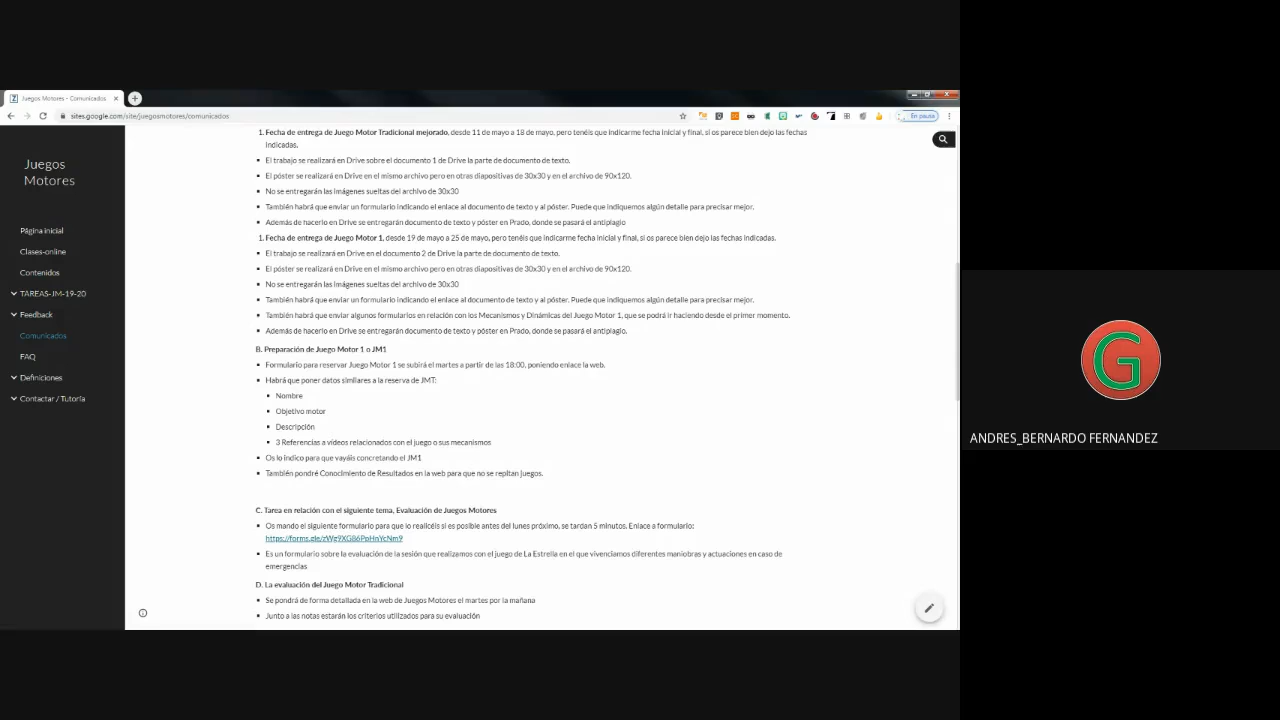 Juegos Motores - Comunicados
sites.google.com/site/juegosmotores/comunicados
En pausa
Juegos
Motores
Página inicial
Clases-online
Contenidos
TAREAS-JM-19-20
Feedback
Comunicados
FAQ
Definiciones
Contactar / Tutoría
1. Fecha de entrega de Juego Motor Tradicional mejorado, desde 11 de mayo a 18 de mayo, pero tenéis que indicarme fecha inicial y final, si os parece bien dejo las fechas
indicadas.
El trabajo se realizará en Drive sobre el documento 1 de Drive la parte de documento de texto.
El póster se realizará en Drive en el mismo archivo pero en otras diapositivas de 30x30 y en el archivo de 90x120.
No se entregarán las imágenes sueltas del archivo de 30x30
También habrá que enviar un formulario indicando el enlace al documento de texto y al póster. Puede que indiquemos algún detalle para precisar mejor.
Además de hacerlo en Drive se entregarán documento de texto y póster en Prado, donde se pasará el antiplagio
1. Fecha de entrega de Juego Motor 1, desde 19 de mayo a 25 de mayo, pero tenéis que indicarme fecha inicial y final, si os parece bien dejo las fechas indicadas.
El trabajo se realizará en Drive en el documento 2 de Drive la parte de documento de texto.
El póster se realizará en Drive en el mismo archivo pero en otras diapositivas de 30x30 y en el archivo de 90x120.
No se entregarán las imágenes sueltas del archivo de 30x30
También habrá que enviar un formulario indicando el enlace al documento de texto y al póster. Puede que indiquemos algún detalle para precisar mejor.
También habrá que enviar algunos formularios en relación con los Mecanismos y Dinámicas del Juego Motor 1, que se podrá ir haciendo desde el primer momento.
Además de hacerlo en Drive se entregarán documento de texto y póster en Prado, donde se pasará el antiplagio.
B. Preparación de Juego Motor 1 o JM1
Formulario para reservar Juego Motor 1 se subirá el martes a partir de las 18:00, poniendo enlace la web.
Habrá que poner datos similares a la reserva de JMT:
Nombre
Objetivo motor
Descripción
3 Referencias a vídeos relacionados con el juego o sus mecanismos
Os lo indico para que vayáis concretando el JM1
También pondré Conocimiento de Resultados en la web para que no se repitan juegos.
C. Tarea en relación con el siguiente tema, Evaluación de Juegos Motores
Os mando el siguiente formulario para que lo realicéis si es posible antes del lunes próximo, se tardan 5 minutos. Enlace a formulario:
https://forms.gle/zWg9XG86PpHnYcNm9
Es un formulario sobre la evaluación de la sesión que realizamos con el juego de La Estrella en el que vivenciamos diferentes maniobras y actuaciones en caso de
emergencias
D. La evaluación del Juego Motor Tradicional
Se pondrá de forma detallada en la web de Juegos Motores el martes por la mañana
Junto a las notas estarán los criterios utilizados para su evaluación
G
ANDRES_BERNARDO FERNANDEZ